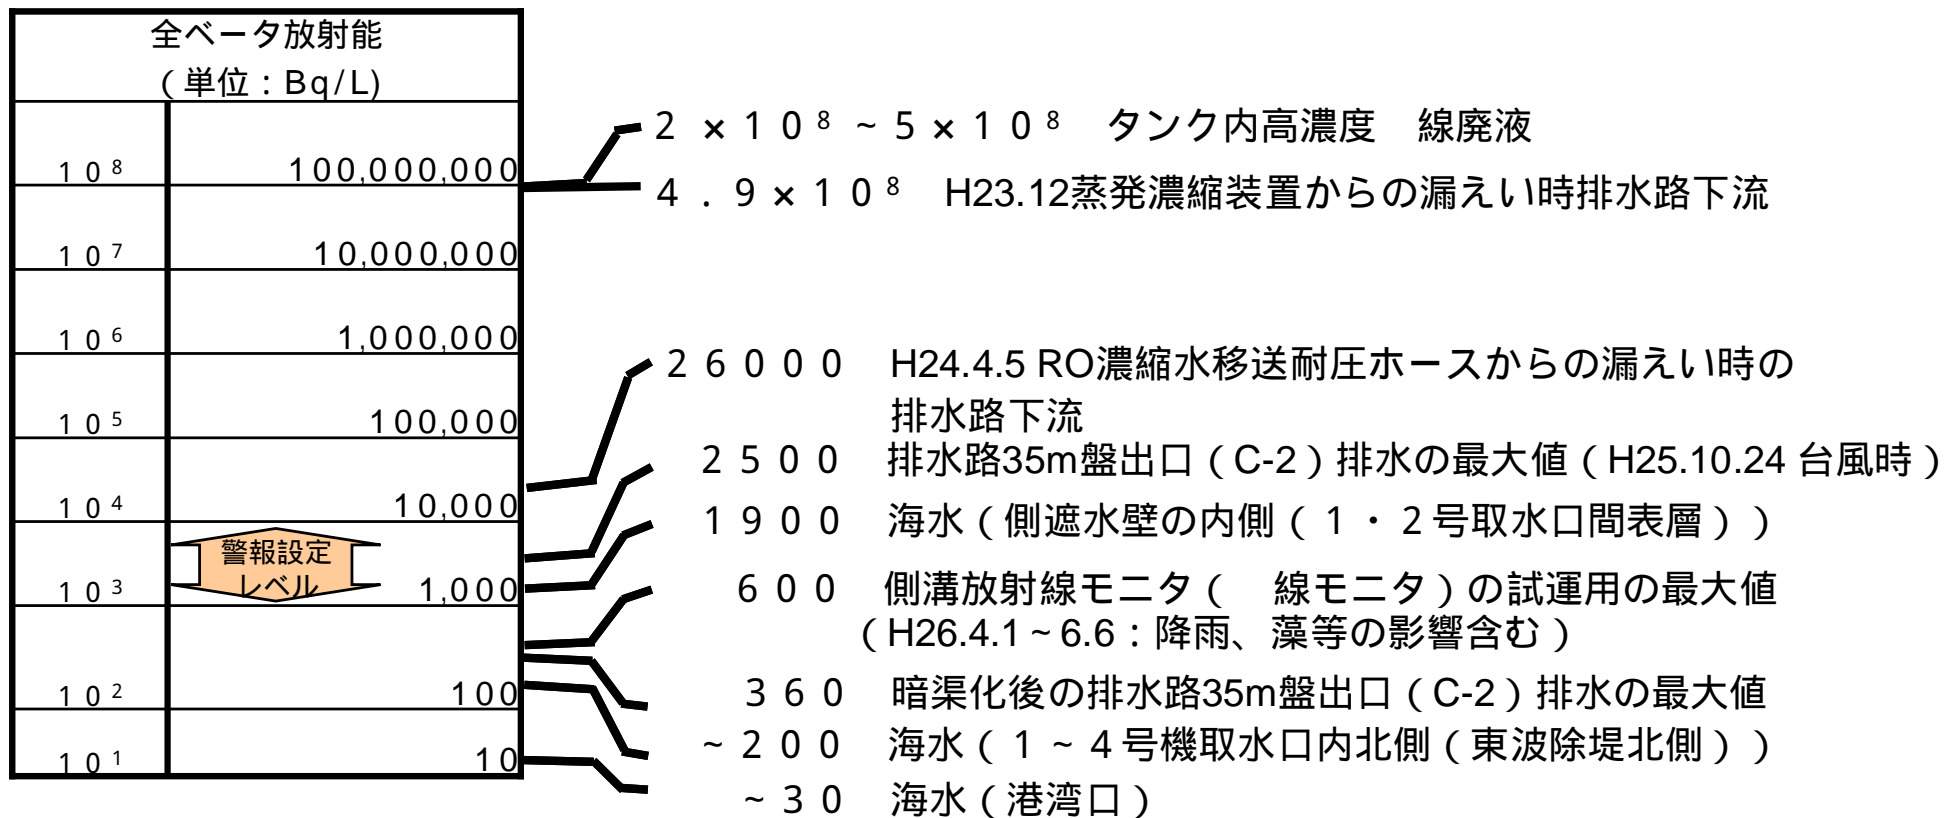 全ベータ放射能
（単位：Bq/L)
10⁸ 100,000,000
10⁷ 10,000,000
10⁶ 1,000,000
10⁵ 100,000
10⁴ 10,000
警報設定
レベル
10³ 1,000
10² 100
10¹ 10
２×１０⁸～５×１０⁸　タンク内高濃度　線廃液
４．９×１０⁸　H23.12蒸発濃縮装置からの漏えい時排水路下流
２６０００　H24.4.5 RO濃縮水移送耐圧ホースからの漏えい時の
排水路下流
２５００　排水路35m盤出口（C-2）排水の最大値（H25.10.24 台風時）
１９００　海水（側遮水壁の内側（１・２号取水口間表層））
６００　側溝放射線モニタ（　線モニタ）の試運用の最大値
（H26.4.1～6.6：降雨、藻等の影響含む）
３６０　暗渠化後の排水路35m盤出口（C-2）排水の最大値
～２００　海水（１～４号機取水口内北側（東波除堤北側））
～３０　海水（港湾口）